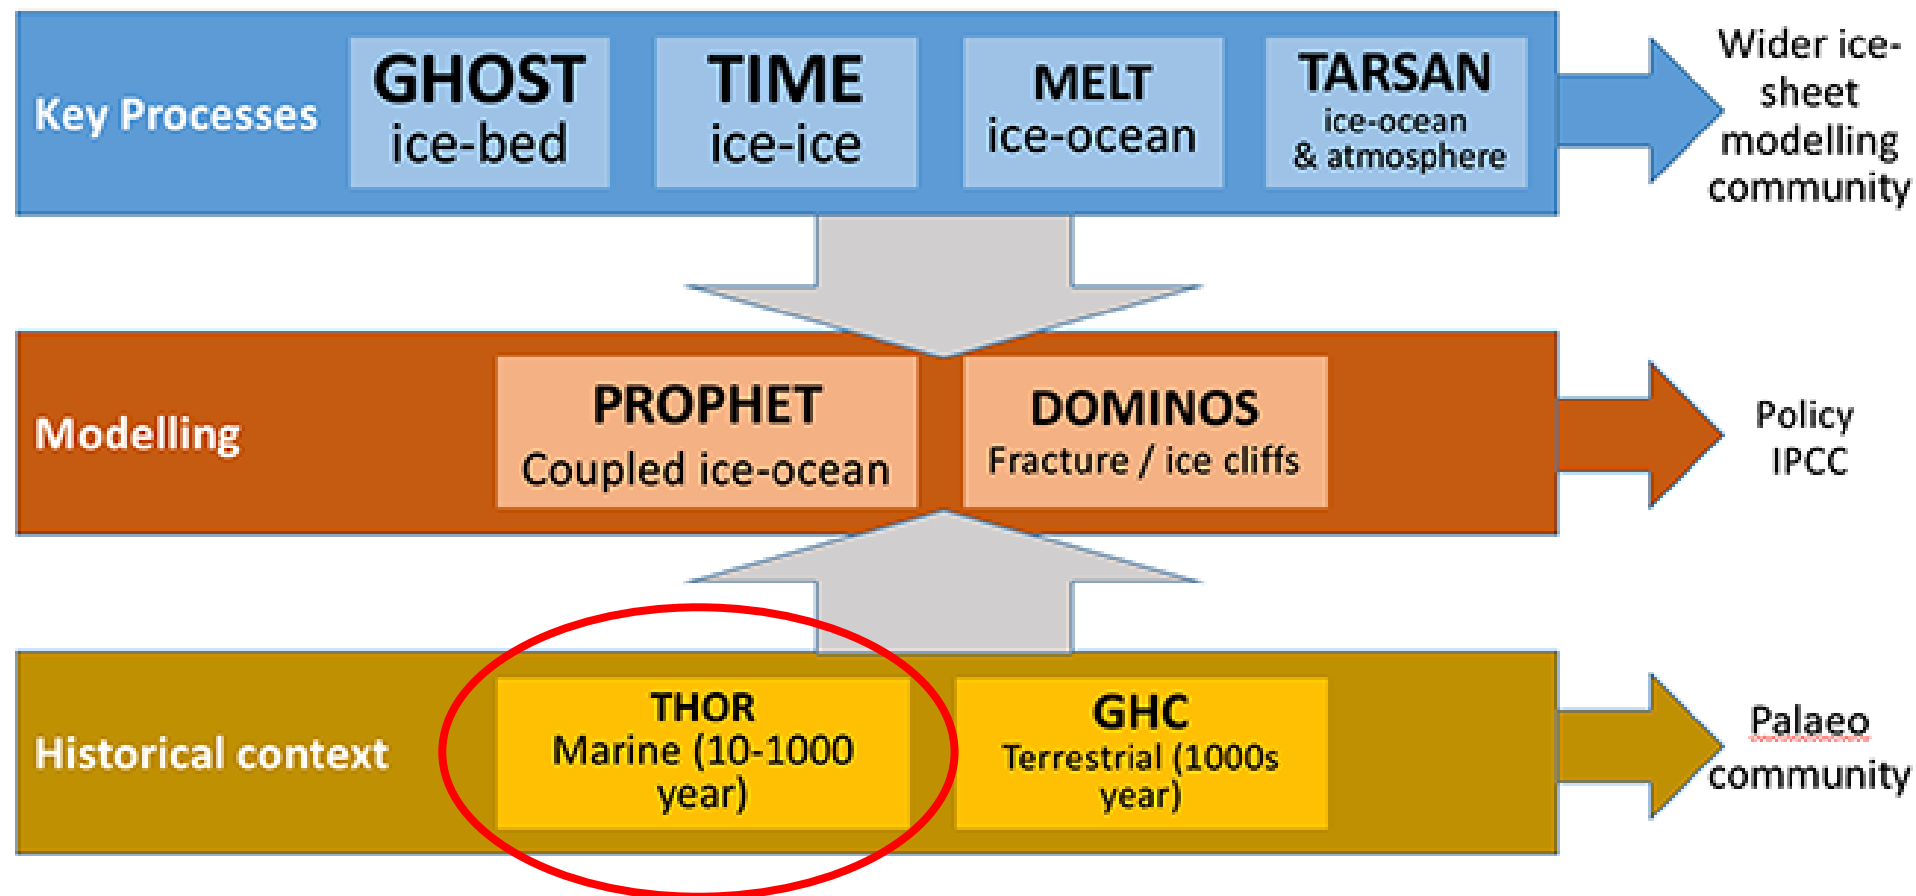 Key Processes
GHOST
ice-bed
TIME
ice-ice
MELT
ice-ocean
TARSAN
ice-ocean
& atmosphere
Wider ice-
sheet
modelling
community
Modelling
PROPHET
Coupled ice-ocean
DOMINOS
Fracture / ice cliffs
Policy
IPCC
Historical context
THOR
Marine (10-1000
year)
GHC
Terrestrial (1000s
year)
Palaeo
community